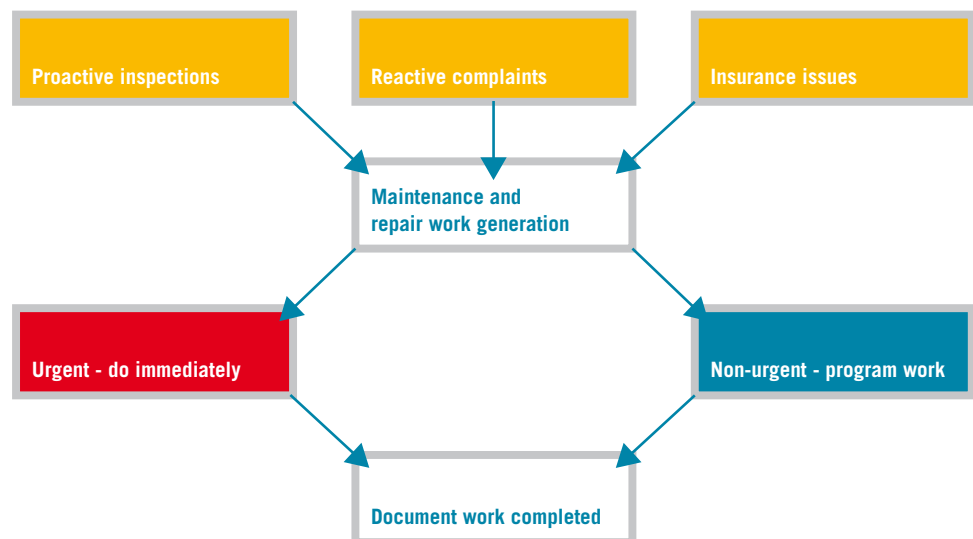 Proactive inspections
Reactive complaints
Insurance issues
Maintenance and
repair work generation
Urgent - do immediately
Non-urgent - program work
Document work completed